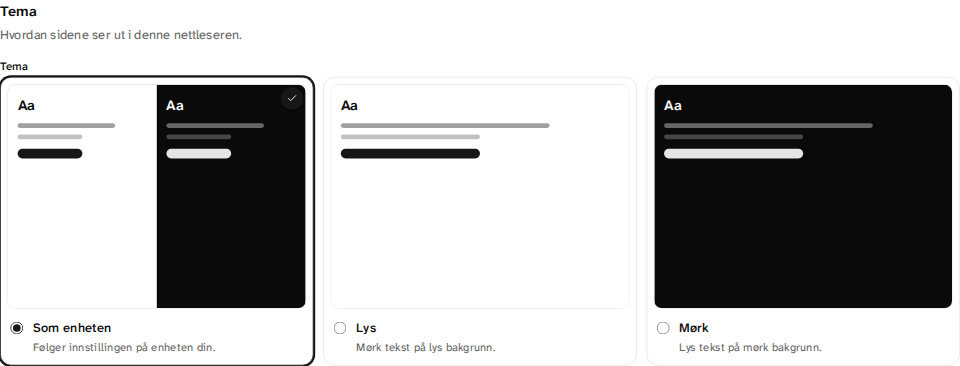 Tema
Hvordan sidene ser ut i denne nettleseren.
Tema
Aa
Aa
Aa
Aa
Som enheten
Følger innstillingen på enheten din.
Lys
Mørk tekst på lys bakgrunn.
Mørk
Lys tekst på mørk bakgrunn.